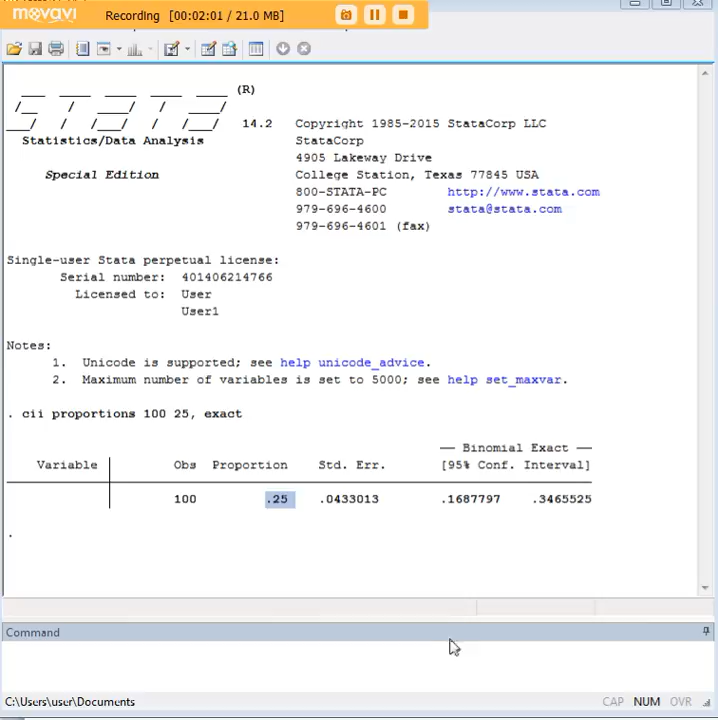 movavi Recording [00:02:01 / 21.0 MB]
(R)
14.2 Copyright 1985-2015 StataCorp LLC
Statistics/Data Analysis StataCorp
4905 Lakeway Drive
Special Edition College Station, Texas 77845 USA
800-STATA-PC http://www.stata.com
979-696-4600 stata@stata.com
979-696-4601 (fax)
Single-user Stata perpetual license:
Serial number: 401406214766
Licensed to: User
User1
Notes:
1. Unicode is supported; see help unicode_advice.
2. Maximum number of variables is set to 5000; see help set_maxvar.
. cii proportions 100 25, exact
— Binomial Exact —
Variable | Obs Proportion Std. Err. [95% Conf. Interval]
| 100 .25 .0433013 .1687797 .3465525
.
Command
C:\Users\user\Documents CAP NUM OVR